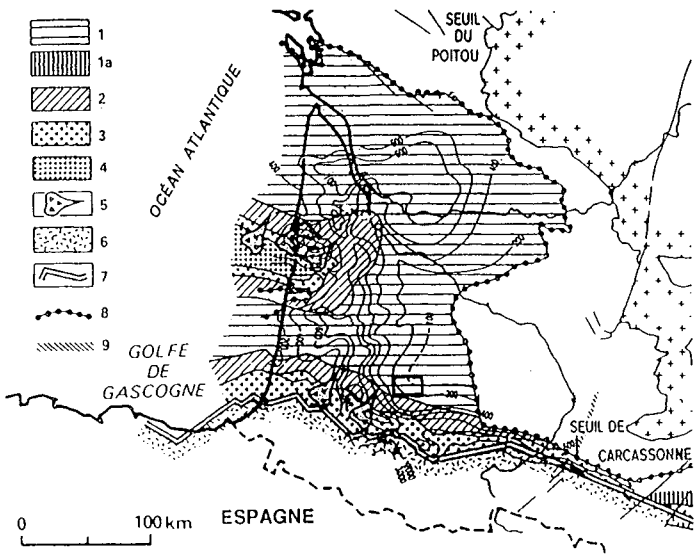 1
1a
2
3
4
5
6
7
8
9
OCÉAN ATLANTIQUE
SEUIL
DU
POITOU
GOLFE
DE
GASCOGNE
SEUIL DE
CARCASSONNE
ESPAGNE
0 100 km